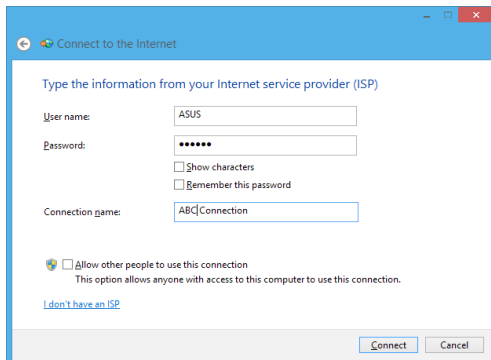 Connect to the Internet
Type the information from your Internet service provider (ISP)
User name: ASUS
Password: ••••••
Show characters
Remember this password
Connection name: ABC Connection
Allow other people to use this connection
This option allows anyone with access to this computer to use this connection.
I don't have an ISP
Connect Cancel